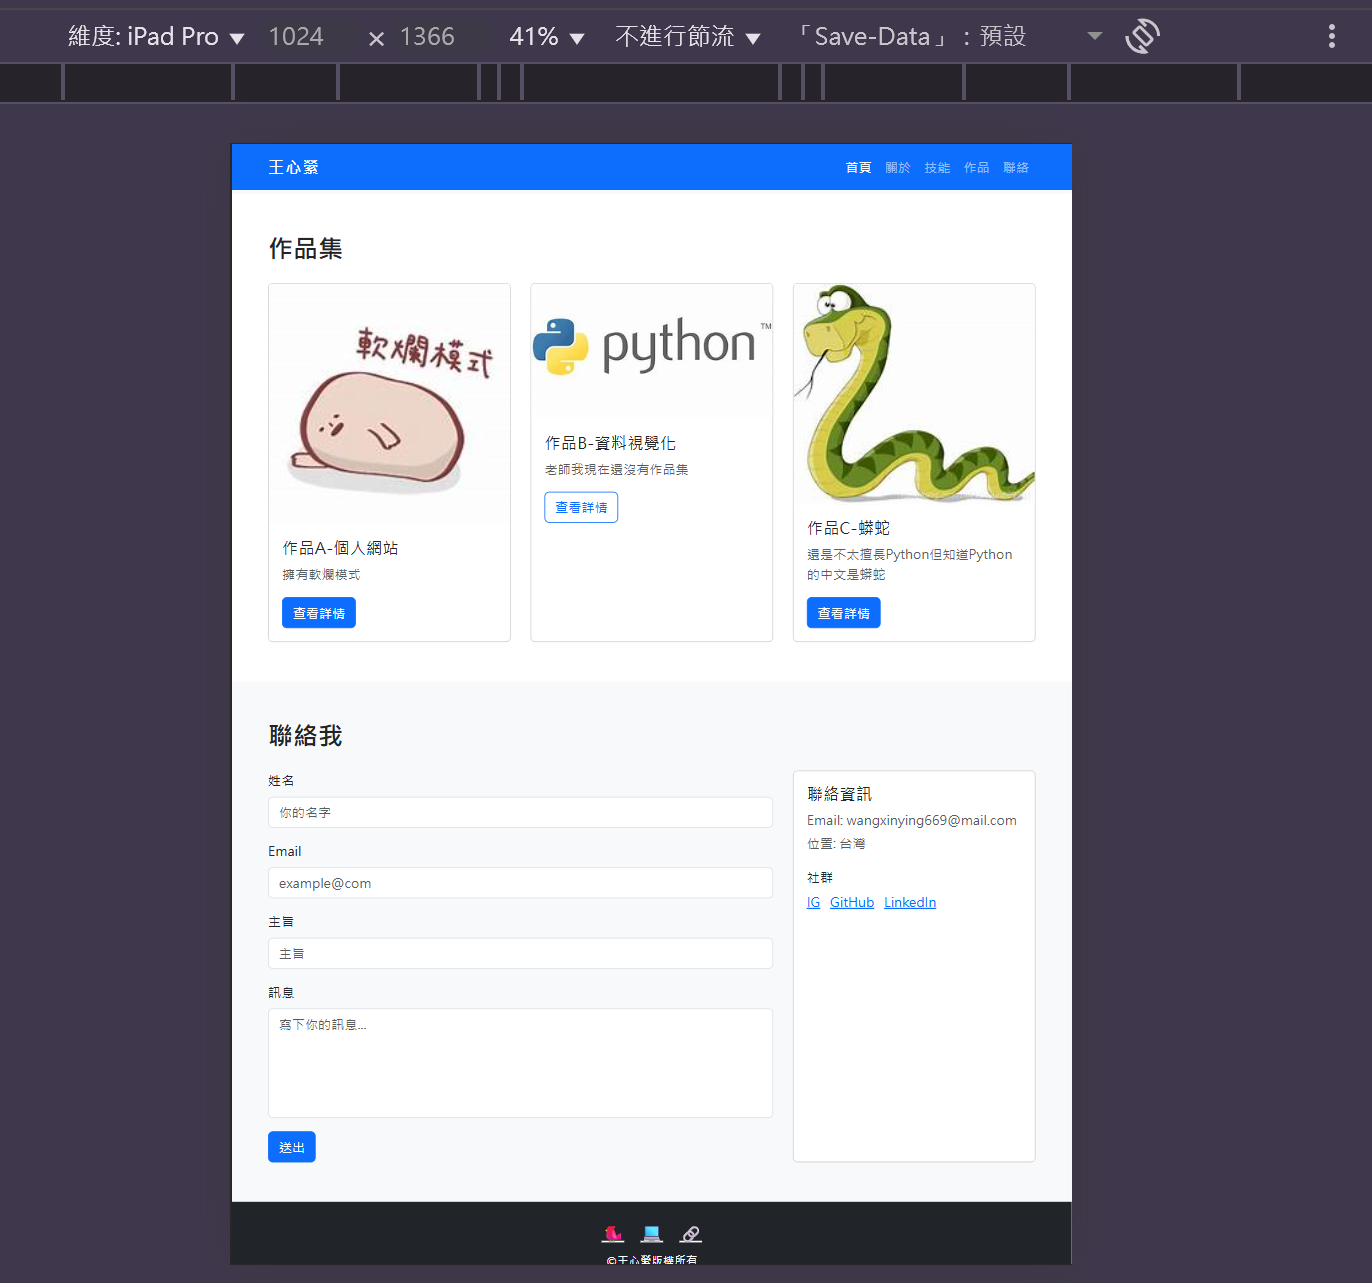 維度: iPad Pro ▼ 1024 × 1366 41% ▼ 不進行節流 ▼ 「Save-Data」：預設
王心縈
首頁 關於 技能 作品 聯絡
作品集
軟爛模式
作品A-個人網站
擁有軟爛模式
查看詳情
python™
作品B-資料視覺化
老師我現在還沒有作品集
查看詳情
作品C-蟒蛇
還是不太擅長Python但知道Python
的中文是蟒蛇
查看詳情
聯絡我
姓名
你的名字
Email
example@com
主旨
主旨
訊息
寫下你的訊息...
送出
聯絡資訊
Email: wangxinying669@mail.com
位置: 台灣
社群
IG GitHub LinkedIn
©王心縈版權所有